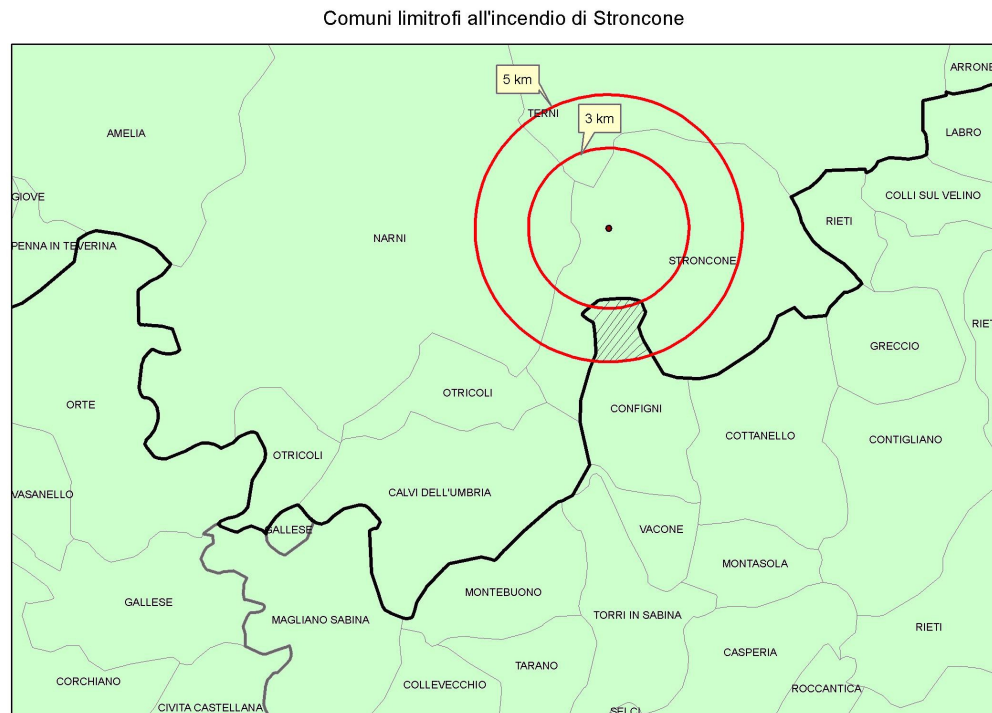 Comuni limitrofi all'incendio di Stroncone
ARRONE
5 km
TERNI
3 km
AMELIA
LABRO
GIOVE
COLLI SUL VELINO
RIETI
PENNA IN TEVERINA
NARNI
STRONCONE
RIET
GRECCIO
OTRICOLI
ORTE
CONFIGNI
COTTANELLO
CONTIGLIANO
OTRICOLI
VASANELLO
CALVI DELL'UMBRIA
GALLESE
VACONE
MONTASOLA
GALLESE
MONTEBUONO
MAGLIANO SABINA
TORRI IN SABINA
RIETI
CASPERIA
TARANO
CORCHIANO
COLLEVECCHIO
ROCCANTICA
CIVITA CASTELLANA
SELCI